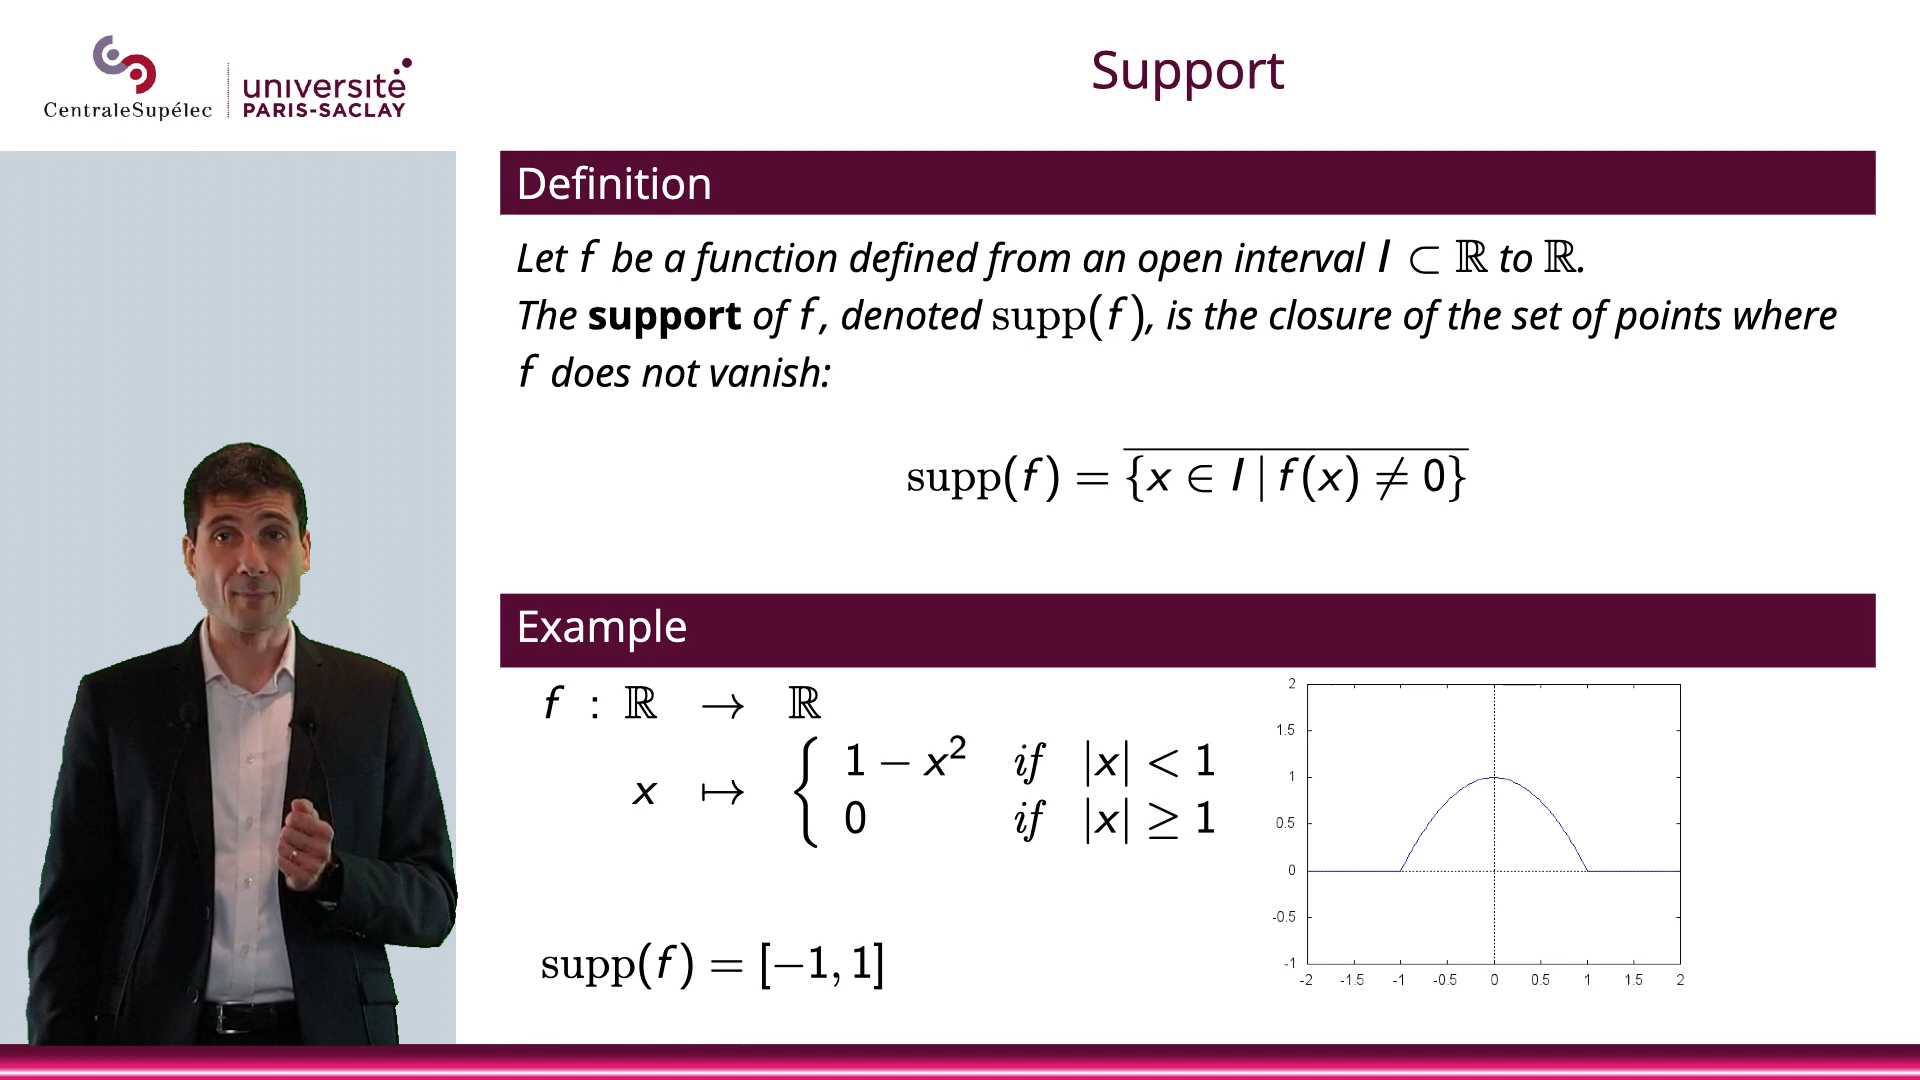 CentraleSupélec
université
PARIS-SACLAY
Support
Definition
Let f be a function defined from an open interval I ⊂ ℝ to ℝ.
The support of f, denoted supp(f), is the closure of the set of points where
f does not vanish:
supp(f) = \overline{{x ∈ I | f(x) ≠ 0}}
Example
f : ℝ → ℝ
x ↦ { 1 − x² if |x| < 1
0 if |x| ≥ 1
supp(f) = [−1, 1]
2
1.5
1
0.5
0
-0.5
-1
-2 -1.5 -1 -0.5 0 0.5 1 1.5 2